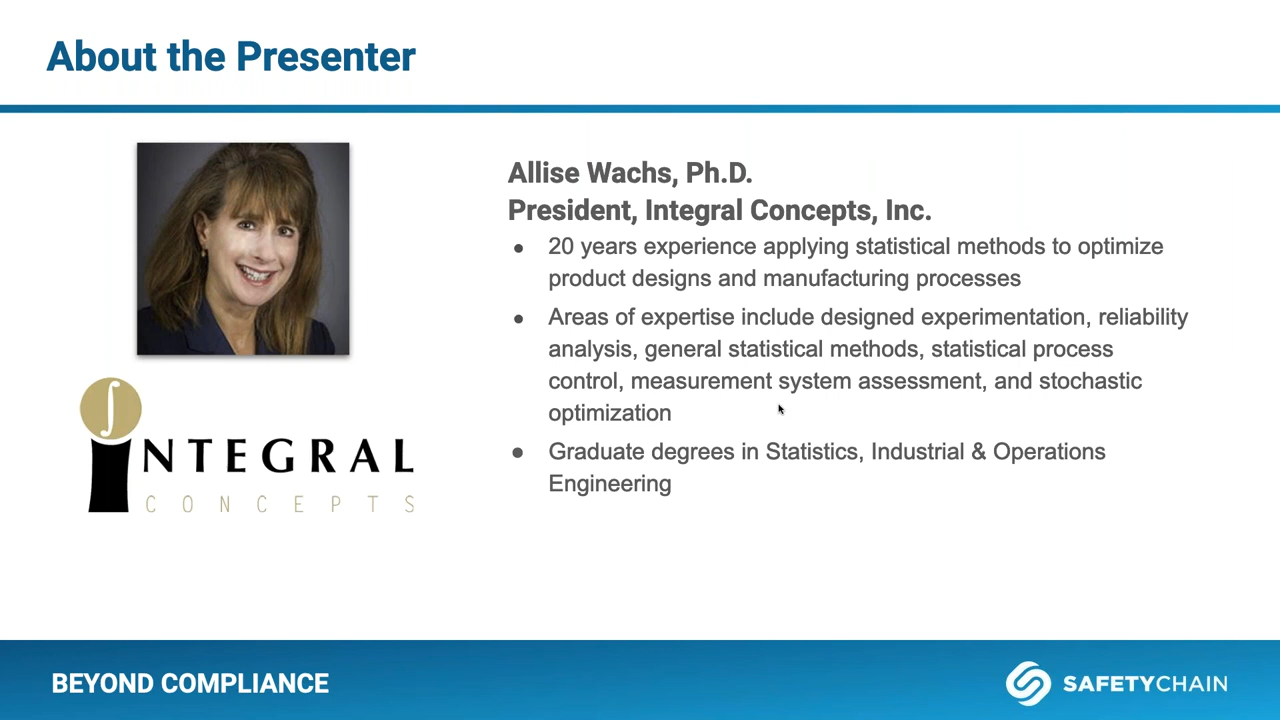 About the Presenter
Allise Wachs, Ph.D.
President, Integral Concepts, Inc.
● 20 years experience applying statistical methods to optimize
product designs and manufacturing processes
● Areas of expertise include designed experimentation, reliability
analysis, general statistical methods, statistical process
control, measurement system assessment, and stochastic
optimization
● Graduate degrees in Statistics, Industrial & Operations
Engineering
INTEGRAL
CONCEPTS
BEYOND COMPLIANCE
SAFETYCHAIN